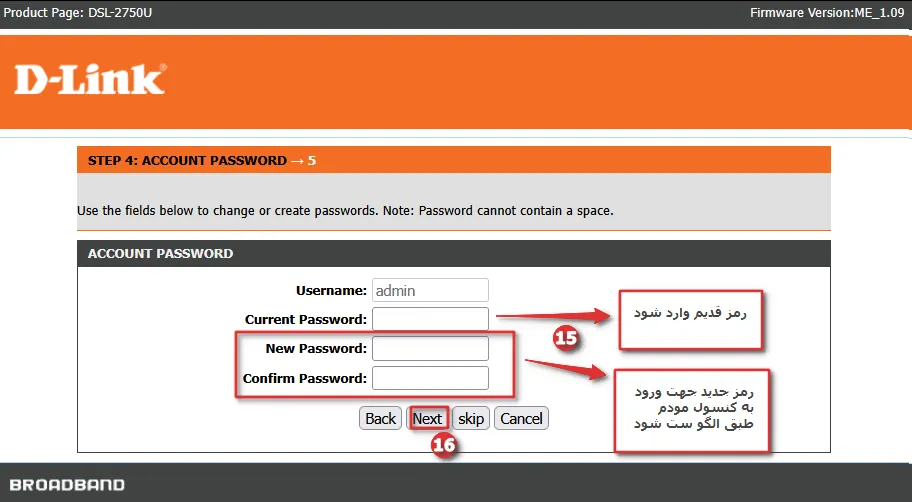 Product Page: DSL-2750U Firmware Version:ME_1.09
D-Link®
STEP 4: ACCOUNT PASSWORD → 5
Use the fields below to change or create passwords. Note: Password cannot contain a space.
ACCOUNT PASSWORD
Username: admin
Current Password:
رمز قدیم وارد شود
15
New Password:
Confirm Password:
رمز جدید جهت ورود
به کنسول مودم
طبق الگو ست شود
Back Next skip Cancel
16
BROADBAND